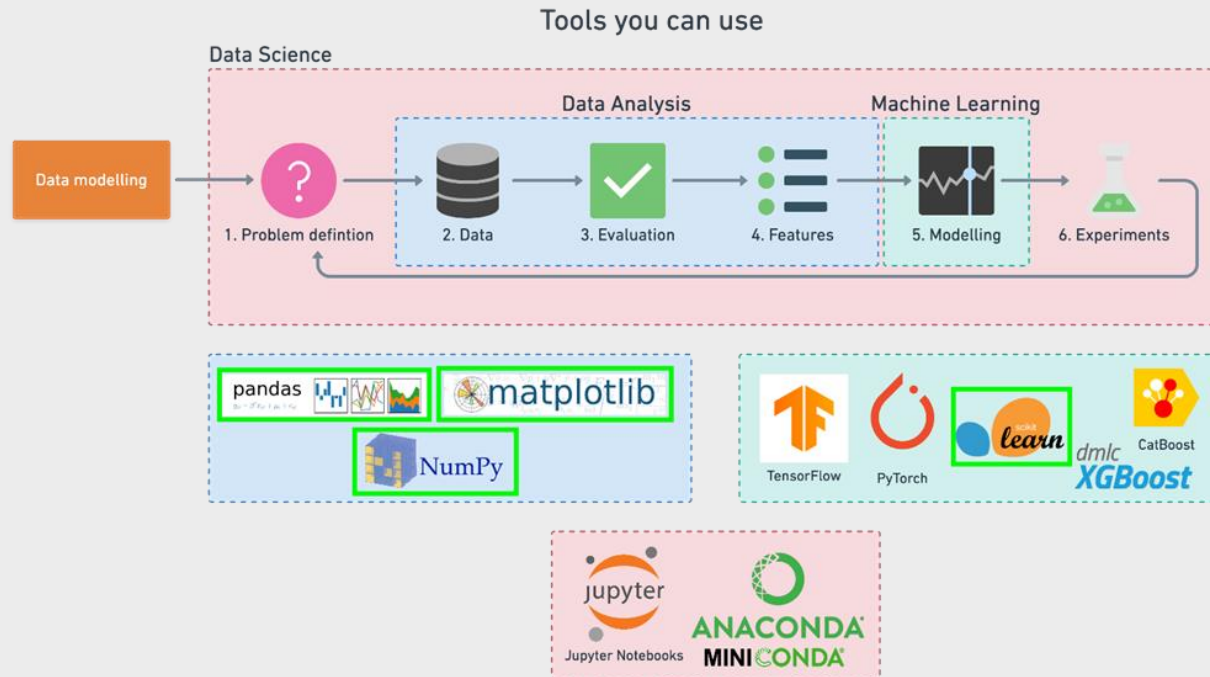 Tools you can use
Data Science
Data Analysis
Machine Learning
Data modelling
?
1. Problem defintion
2. Data
3. Evaluation
4. Features
5. Modelling
6. Experiments
pandas
matplotlib
NumPy
TensorFlow
PyTorch
scikit
learn
CatBoost
dmlc
XGBoost
jupyter
Jupyter Notebooks
ANACONDA
MINICONDA